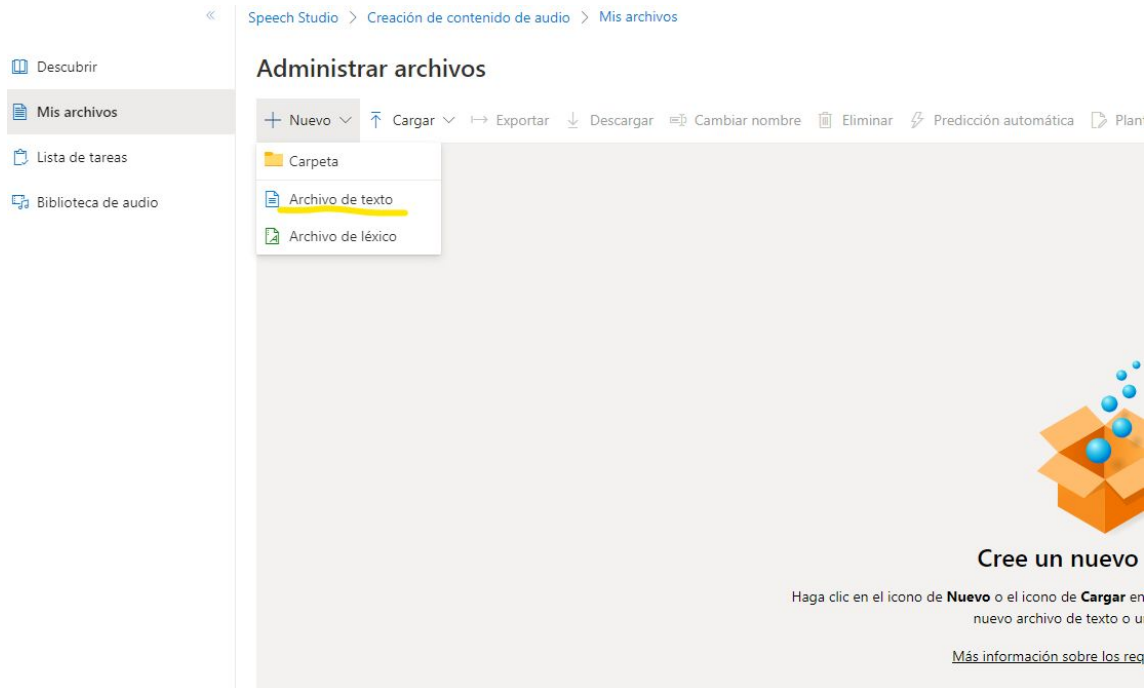 Speech Studio > Creación de contenido de audio > Mis archivos
Descubrir
Mis archivos
Lista de tareas
Biblioteca de audio
Administrar archivos
Nuevo Cargar Exportar Descargar Cambiar nombre Eliminar Predicción automática Plan
Carpeta
Archivo de texto
Archivo de léxico
Cree un nuevo
Haga clic en el icono de Nuevo o el icono de Cargar en
nuevo archivo de texto o u
Más información sobre los req